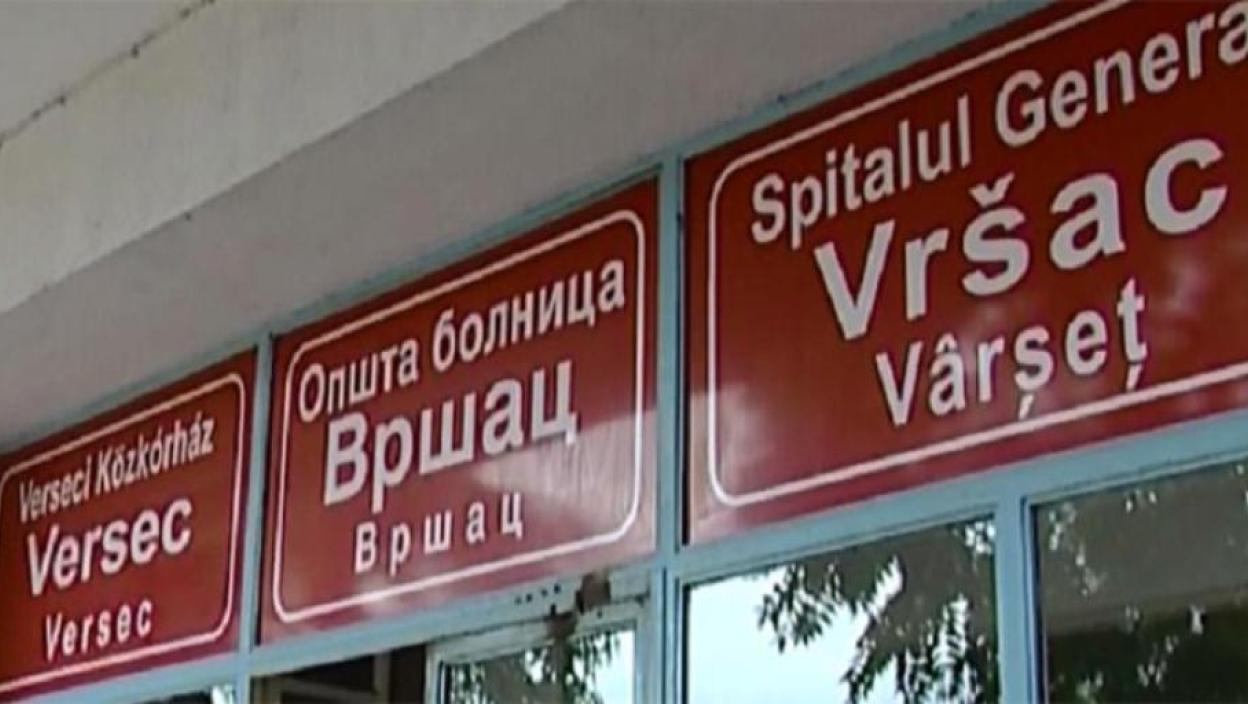 Verseci Közkórház
Versec
Versec
Општа болница
Вршац
Вршац
Spitalul Genera
Vršac
Vârșeț